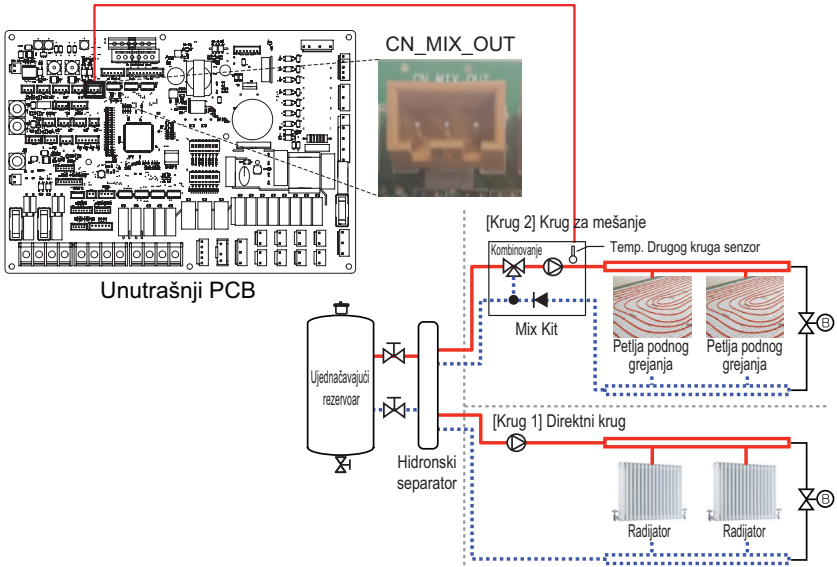 CN_MIX_OUT
CN_MIX_OUT
Unutrašnji PCB
[Krug 2] Krug za mešanje
Kombinovanje
Temp. Drugog kruga senzor
Mix Kit
Petlja podnog
grejanja
Petlja podnog
grejanja
B
Ujednačavajući
rezervoar
Hidronski
separator
[Krug 1] Direktni krug
Radijator
Radijator
B